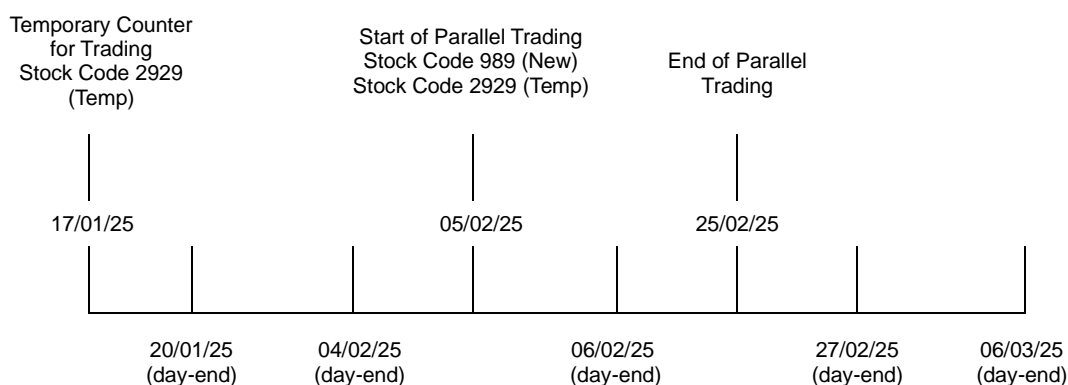 Temporary Counter
for Trading
Stock Code 2929
(Temp)
Start of Parallel Trading
Stock Code 989 (New)
Stock Code 2929 (Temp)
End of Parallel
Trading
17/01/25
05/02/25
25/02/25
20/01/25
(day-end)
04/02/25
(day-end)
06/02/25
(day-end)
27/02/25
(day-end)
06/03/25
(day-end)